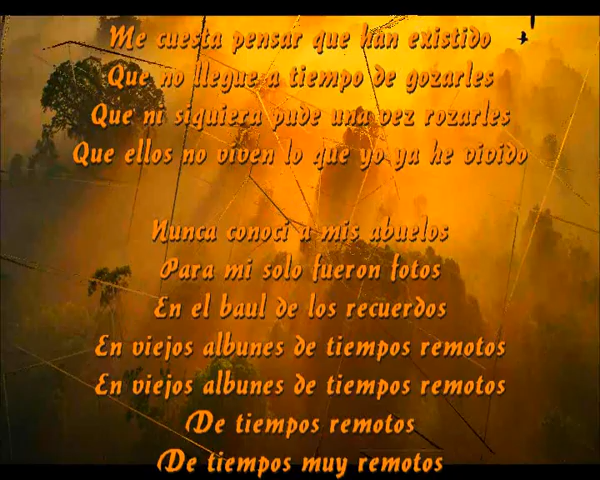 Me cuesta pensar que han existido
Que no llegue a tiempo de gozarles
Que ni siquiera pude una vez rozarles
Que ellos no viven lo que yo ya he vivido
Nunca conoci a mis abuelos
Para mi solo fueron fotos
En el baul de los recuerdos
En viejos albunes de tiempos remotos
En viejos albunes de tiempos remotos
De tiempos remotos
De tiempos muy remotos